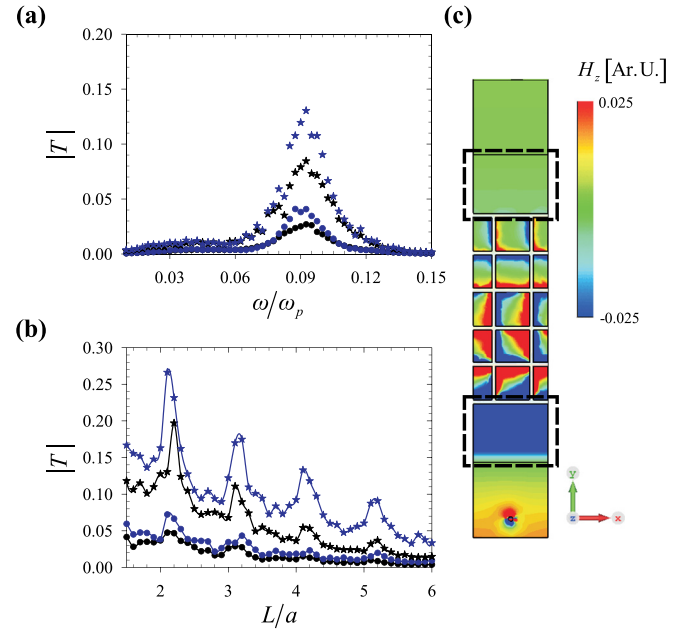 (a)
0.20
0.15
0.10
0.05
0.00
|T|
0.03 0.06 0.09 0.12 0.15
ω/ωp
(b)
0.30
0.25
0.20
0.15
0.10
0.05
0.00
|T|
2 3 4 5 6
L/a
(c)
Hz [Ar.U.]
0.025
-0.025
Y
Z
X